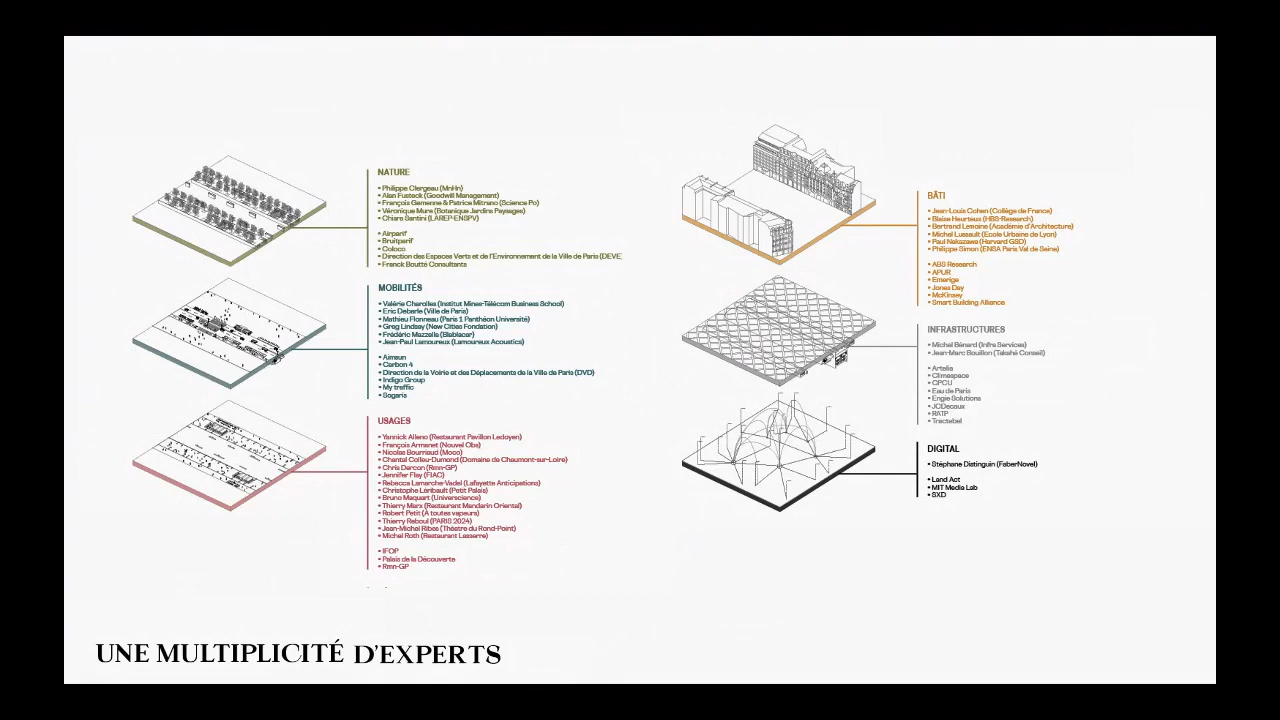 NATURE
• Philippe Clergeau (MnHn)
• Alan Fusteck (Goodwill Management)
• François Gemenne & Patrice Mitrano (Science Po)
• Véronique Mure (Botanique Jardins Paysages)
• Chiara Santini (LAREP-ENSPV)
• Airparif
• Bruitparif
• Coloco
• Direction des Espaces Verts et de l'Environnement de la Ville de Paris (DEVE
• Franck Boutté Consultants
MOBILITÉS
• Valérie Charolles (Institut Mines-Télécom Business School)
• Eric Debarle (Ville de Paris)
• Mathieu Flonneau (Paris 1 Panthéon Université)
• Greg Lindsay (New Cities Fondation)
• Frédéric Mazzella (Blablacar)
• Jean-Paul Lamoureux (Lamoureux Acoustics)
• Aimsun
• Carbon 4
• Direction de la Voirie et des Déplacements de la Ville de Paris (DVD)
• Indigo Group
• My traffic
• Sogaris
USAGES
• Yannick Alleno (Restaurant Pavillon Ledoyen)
• François Armanet (Nouvel Obs)
• Nicolas Bourriaud (Moco)
• Chantal Colleu-Dumond (Domaine de Chaumont-sur-Loire)
• Chris Dercon (Rmn-GP)
• Jennifer Flay (FIAC)
• Rebecca Lamarche-Vadel (Lafayette Anticipations)
• Christophe Léribault (Petit Palais)
• Bruno Maquart (Universcience)
• Thierry Marx (Restaurant Mandarin Oriental)
• Robert Petit (À toutes vapeurs)
• Thierry Reboul (PARIS 2024)
• Jean-Michel Ribes (Théatre du Rond-Point)
• Michel Roth (Restaurant Lasserre)
• IFOP
• Palais de la Découverte
• Rmn-GP
BÂTI
• Jean-Louis Cohen (Collège de France)
• Blaise Heurteux (HBS-Research)
• Bertrand Lemoine (Académie d'Architecture)
• Michel Lussault (Ecole Urbaine de Lyon)
• Paul Nakazawa (Harvard GSD)
• Philippe Simon (ENSA Paris Val de Seine)
• ABS Research
• APUR
• Emerige
• Jones Day
• McKinsey
• Smart Building Alliance
INFRASTRUCTURES
• Michel Bénard (Infra Services)
• Jean-Marc Bouillon (Takahé Conseil)
• Artelia
• Climespace
• CPCU
• Eau de Paris
• Engie Solutions
• JCDecaux
• RATP
• Tractebel
DIGITAL
• Stéphane Distinguin (FaberNovel)
• Land Act
• MIT Media Lab
• SXD
UNE MULTIPLICITÉ D'EXPERTS